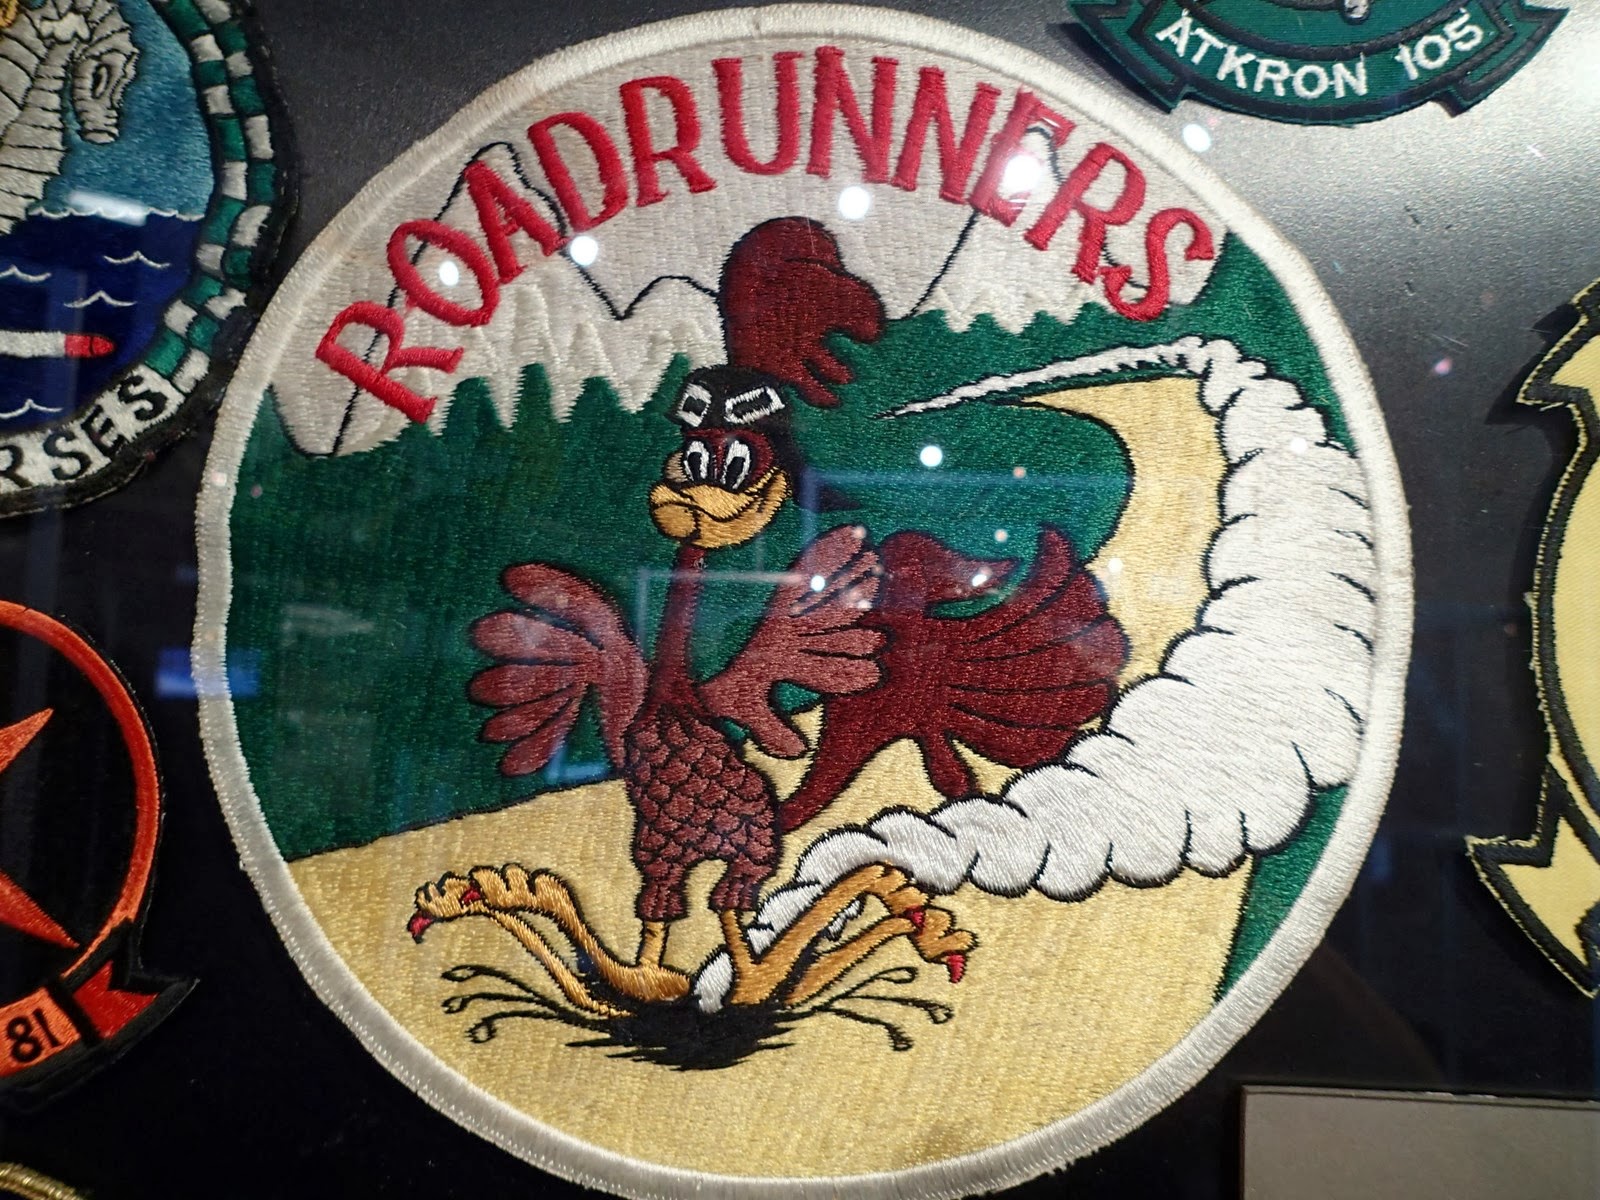 ATKRON 105
ROADRUNNERS
RSES
81